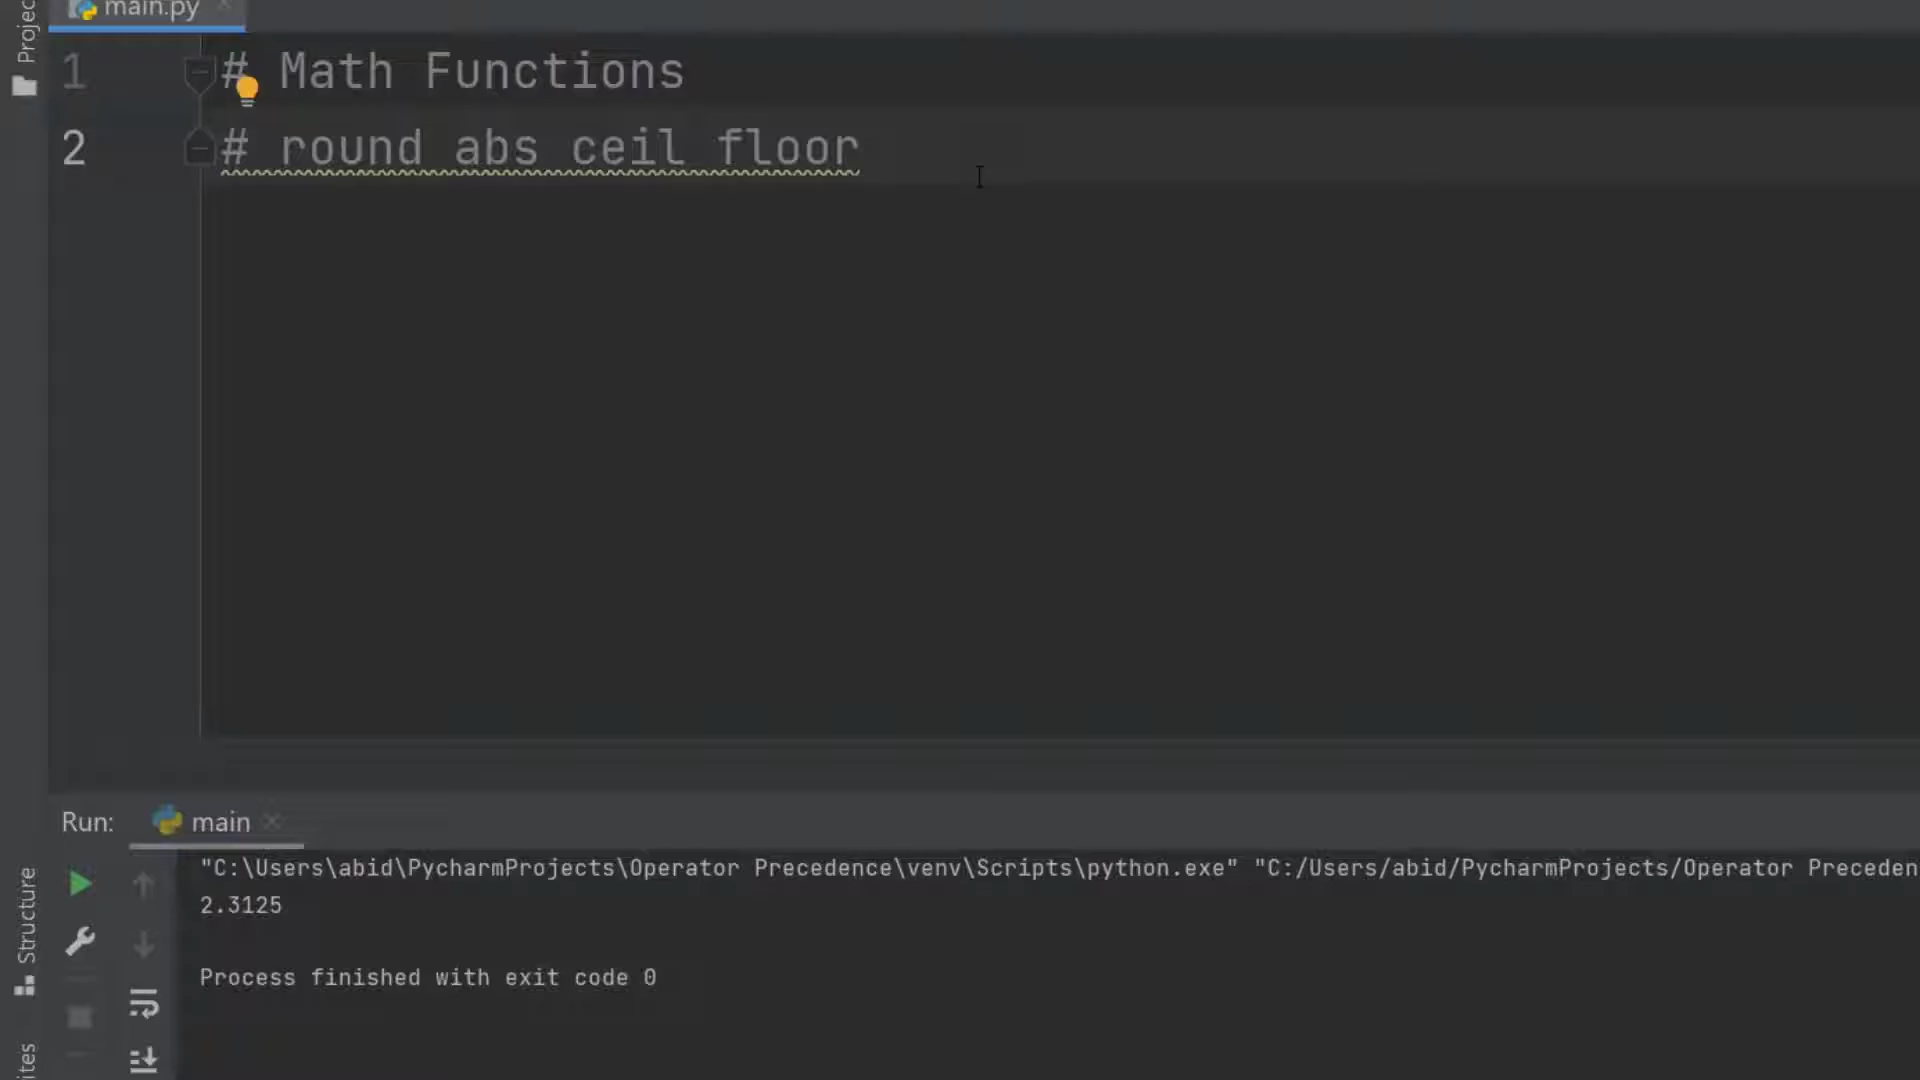 Projec
main.py
1 # Math Functions
2 # round abs ceil floor
Run: main
"C:\Users\abid\PycharmProjects\Operator Precedence\venv\Scripts\python.exe" "C:/Users/abid/PycharmProjects/Operator Preceden
2.3125
Process finished with exit code 0
Structure
ites